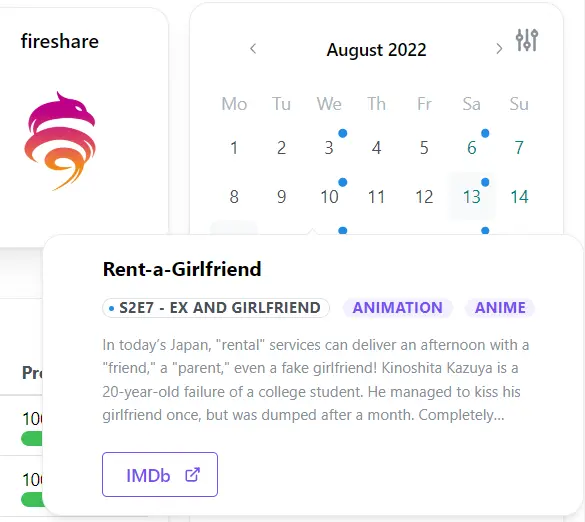 fireshare
August 2022
Mo Tu We Th Fr Sa Su
1 2 3 4 5 6 7
8 9 10 11 12 13 14
Rent-a-Girlfriend
S2E7 - EX AND GIRLFRIEND ANIMATION ANIME
In today's Japan, "rental" services can deliver an afternoon with a
"friend," a "parent," even a fake girlfriend! Kinoshita Kazuya is a
20-year-old failure of a college student. He managed to kiss his
girlfriend once, but was dumped after a month. Completely...
IMDb